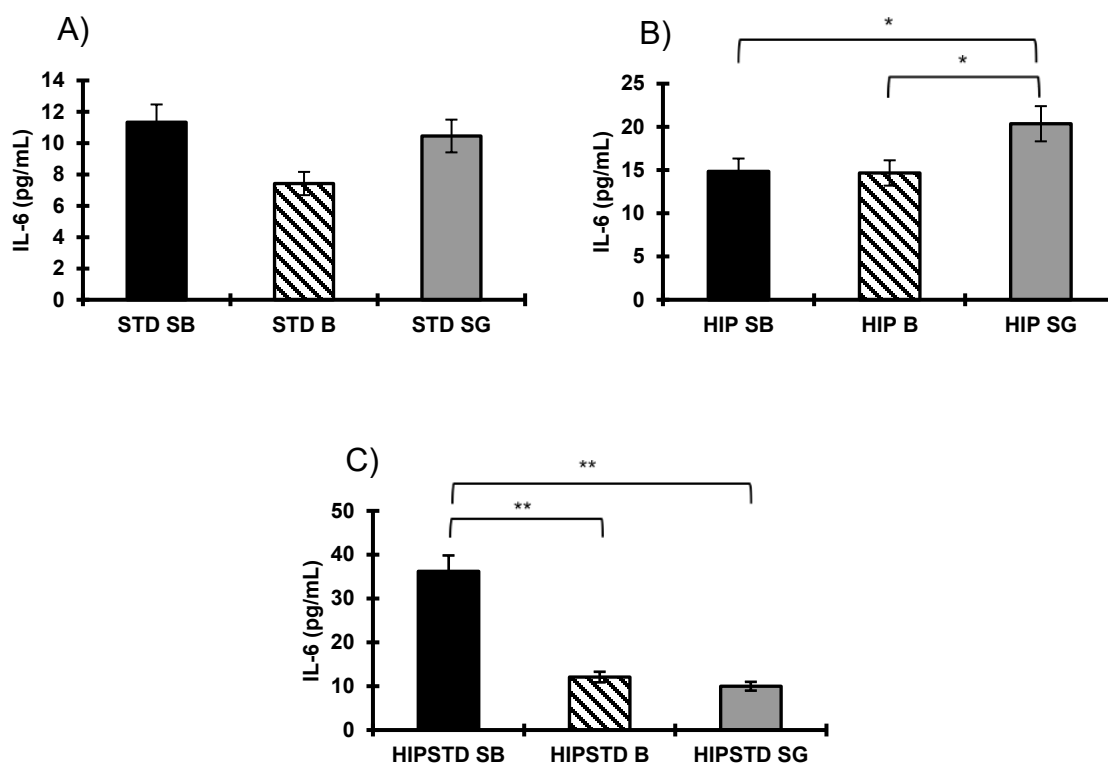 A)
14
12
10
8
6
4
2
0
IL-6 (pg/mL)
STD SB STD B STD SG
B)
*
*
25
20
15
10
5
0
IL-6 (pg/mL)
HIP SB HIP B HIP SG
C)
**
**
50
40
30
20
10
0
IL-6 (pg/mL)
HIPSTD SB HIPSTD B HIPSTD SG